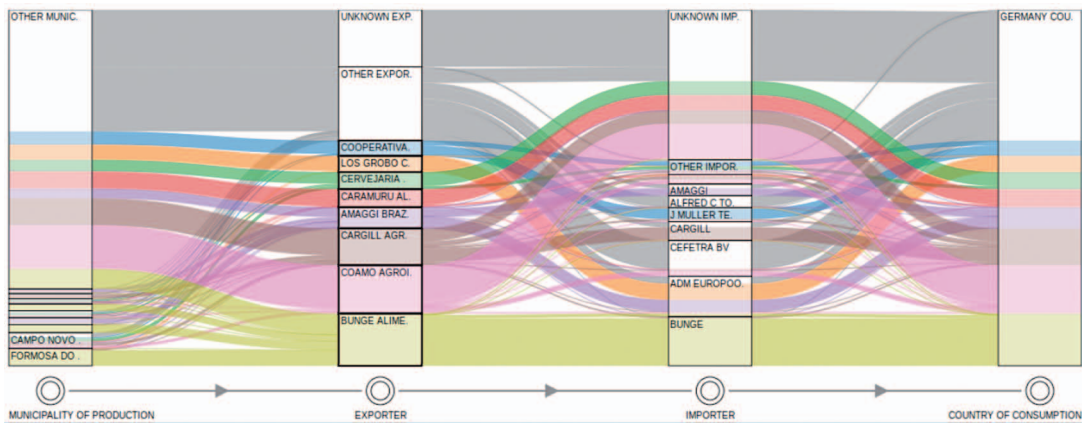 OTHER MUNIC.
CAMPO NOVO .
FORMOSA DO .
UNKNOWN EXP.
OTHER EXPOR.
COOPERATIVA.
LOS GROBO C.
CERVEJARIA .
CARAMURU AL.
AMAGGI BRAZ.
CARGILL AGR.
COAMO AGROI.
BUNGE ALIME.
UNKNOWN IMP.
OTHER IMPOR.
AMAGGI
ALFRED C TO.
J MULLER TE.
CARGILL
CEFETRA BV
ADM EUROPOO.
BUNGE
GERMANY COU.
MUNICIPALITY OF PRODUCTION
EXPORTER
IMPORTER
COUNTRY OF CONSUMPTION